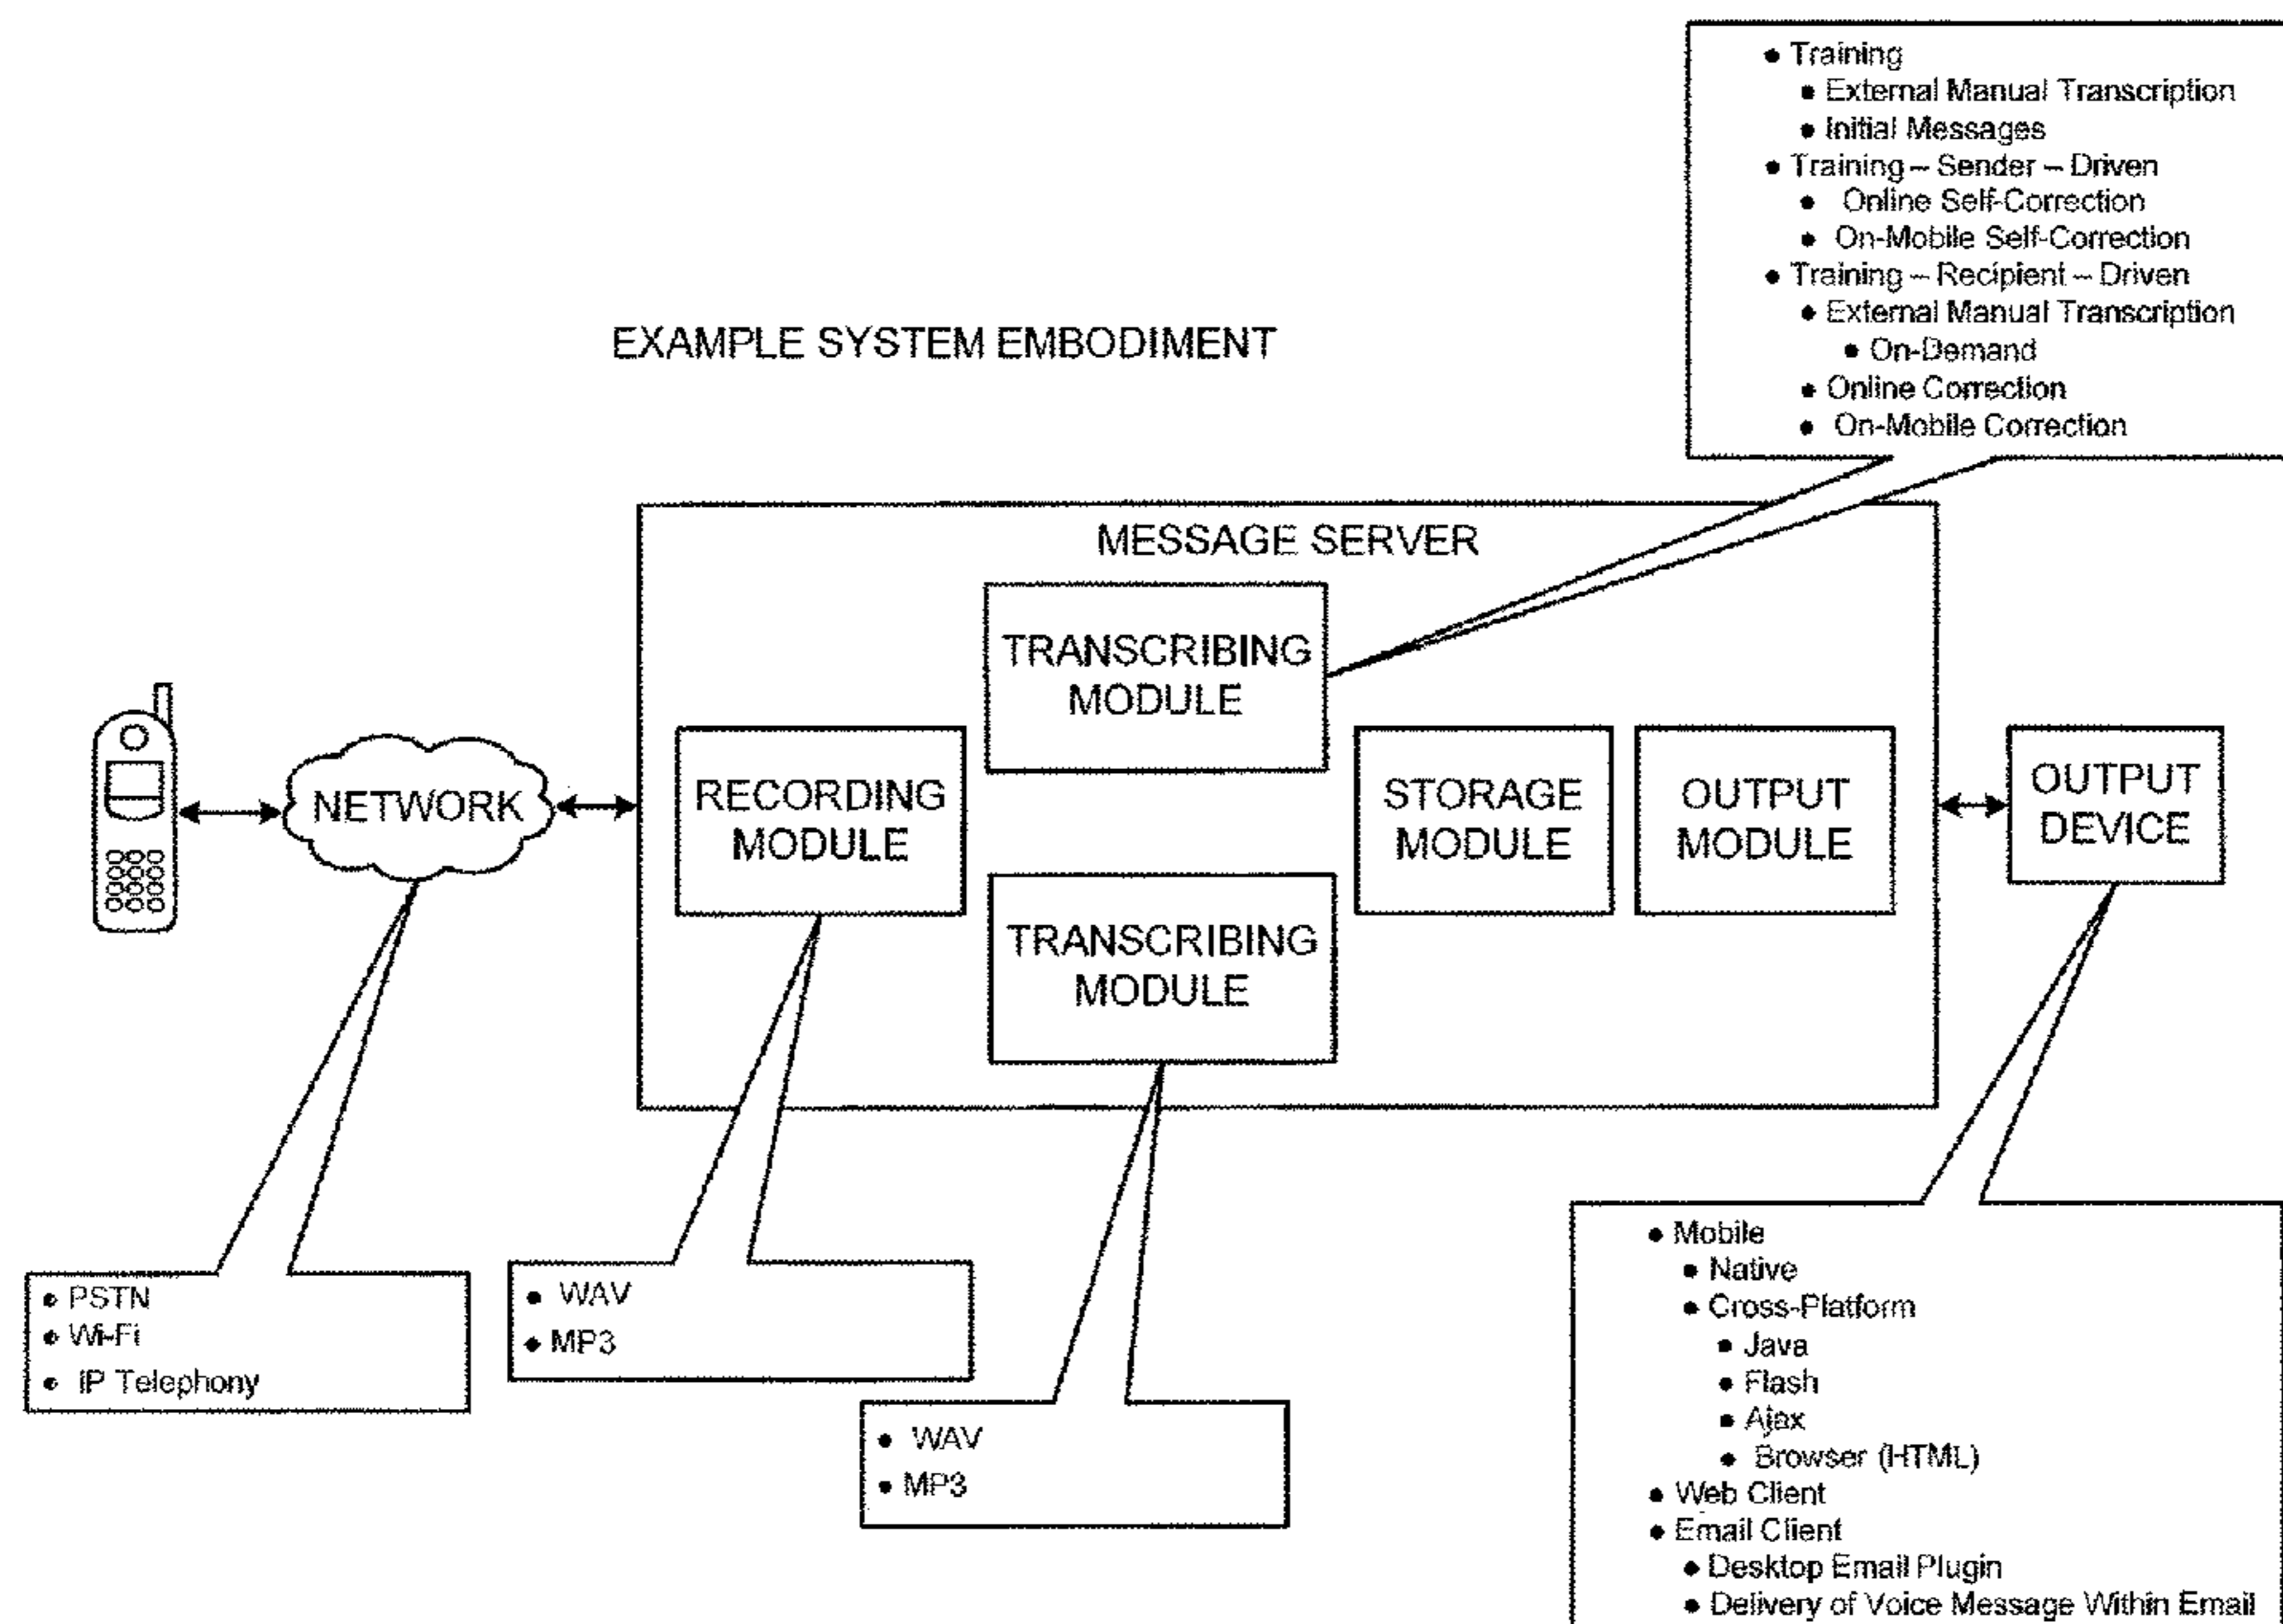 • Training
• External Manual Transcription
• Initial Messages
• Training – Sender – Driven
• Online Self-Correction
• On-Mobile Self-Correction
• Training – Recipient – Driven
• External Manual Transcription
• On-Demand
• Online Correction
• On-Mobile Correction
EXAMPLE SYSTEM EMBODIMENT
MESSAGE SERVER
TRANSCRIBING
MODULE
NETWORK
RECORDING
MODULE
STORAGE
MODULE
OUTPUT
MODULE
OUTPUT
DEVICE
TRANSCRIBING
MODULE
• PSTN
• Wi-Fi
• IP Telephony
• WAV
• MP3
• WAV
• MP3
• Mobile
• Native
• Cross-Platform
• Java
• Flash
• Ajax
• Browser (HTML)
• Web Client
• Email Client
• Desktop Email Plugin
• Delivery of Voice Message Within Email